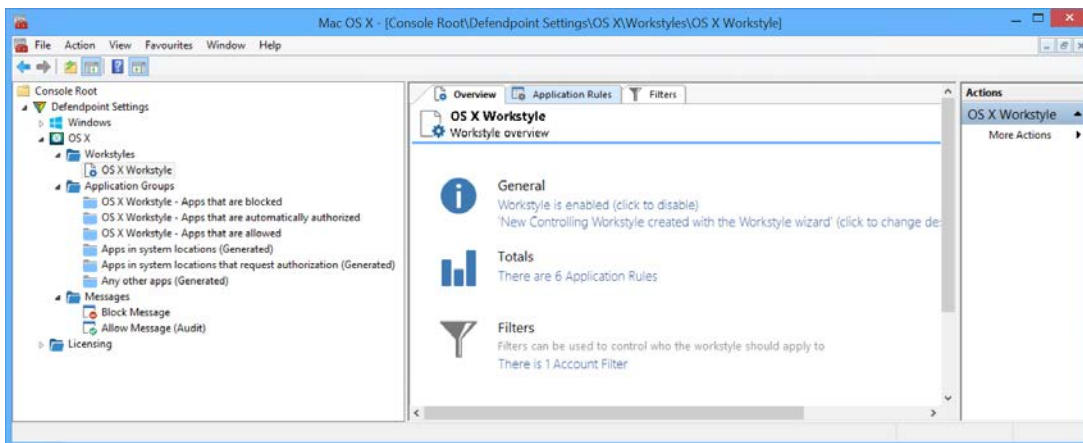 Mac OS X - [Console Root\Defendpoint Settings\OS X\Workstyles\OS X Workstyle]
File Action View Favourites Window Help
Console Root
Defendpoint Settings
Windows
OS X
Workstyles
OS X Workstyle
Application Groups
OS X Workstyle - Apps that are blocked
OS X Workstyle - Apps that are automatically authorized
OS X Workstyle - Apps that are allowed
Apps in system locations (Generated)
Apps in system locations that request authorization (Generated)
Any other apps (Generated)
Messages
Block Message
Allow Message (Audit)
Licensing
Overview Application Rules Filters
OS X Workstyle
Workstyle overview
General
Workstyle is enabled (click to disable)
'New Controlling Workstyle created with the Workstyle wizard' (click to change de
Totals
There are 6 Application Rules
Filters
Filters can be used to control who the workstyle should apply to
There is 1 Account Filter
Actions
OS X Workstyle
More Actions